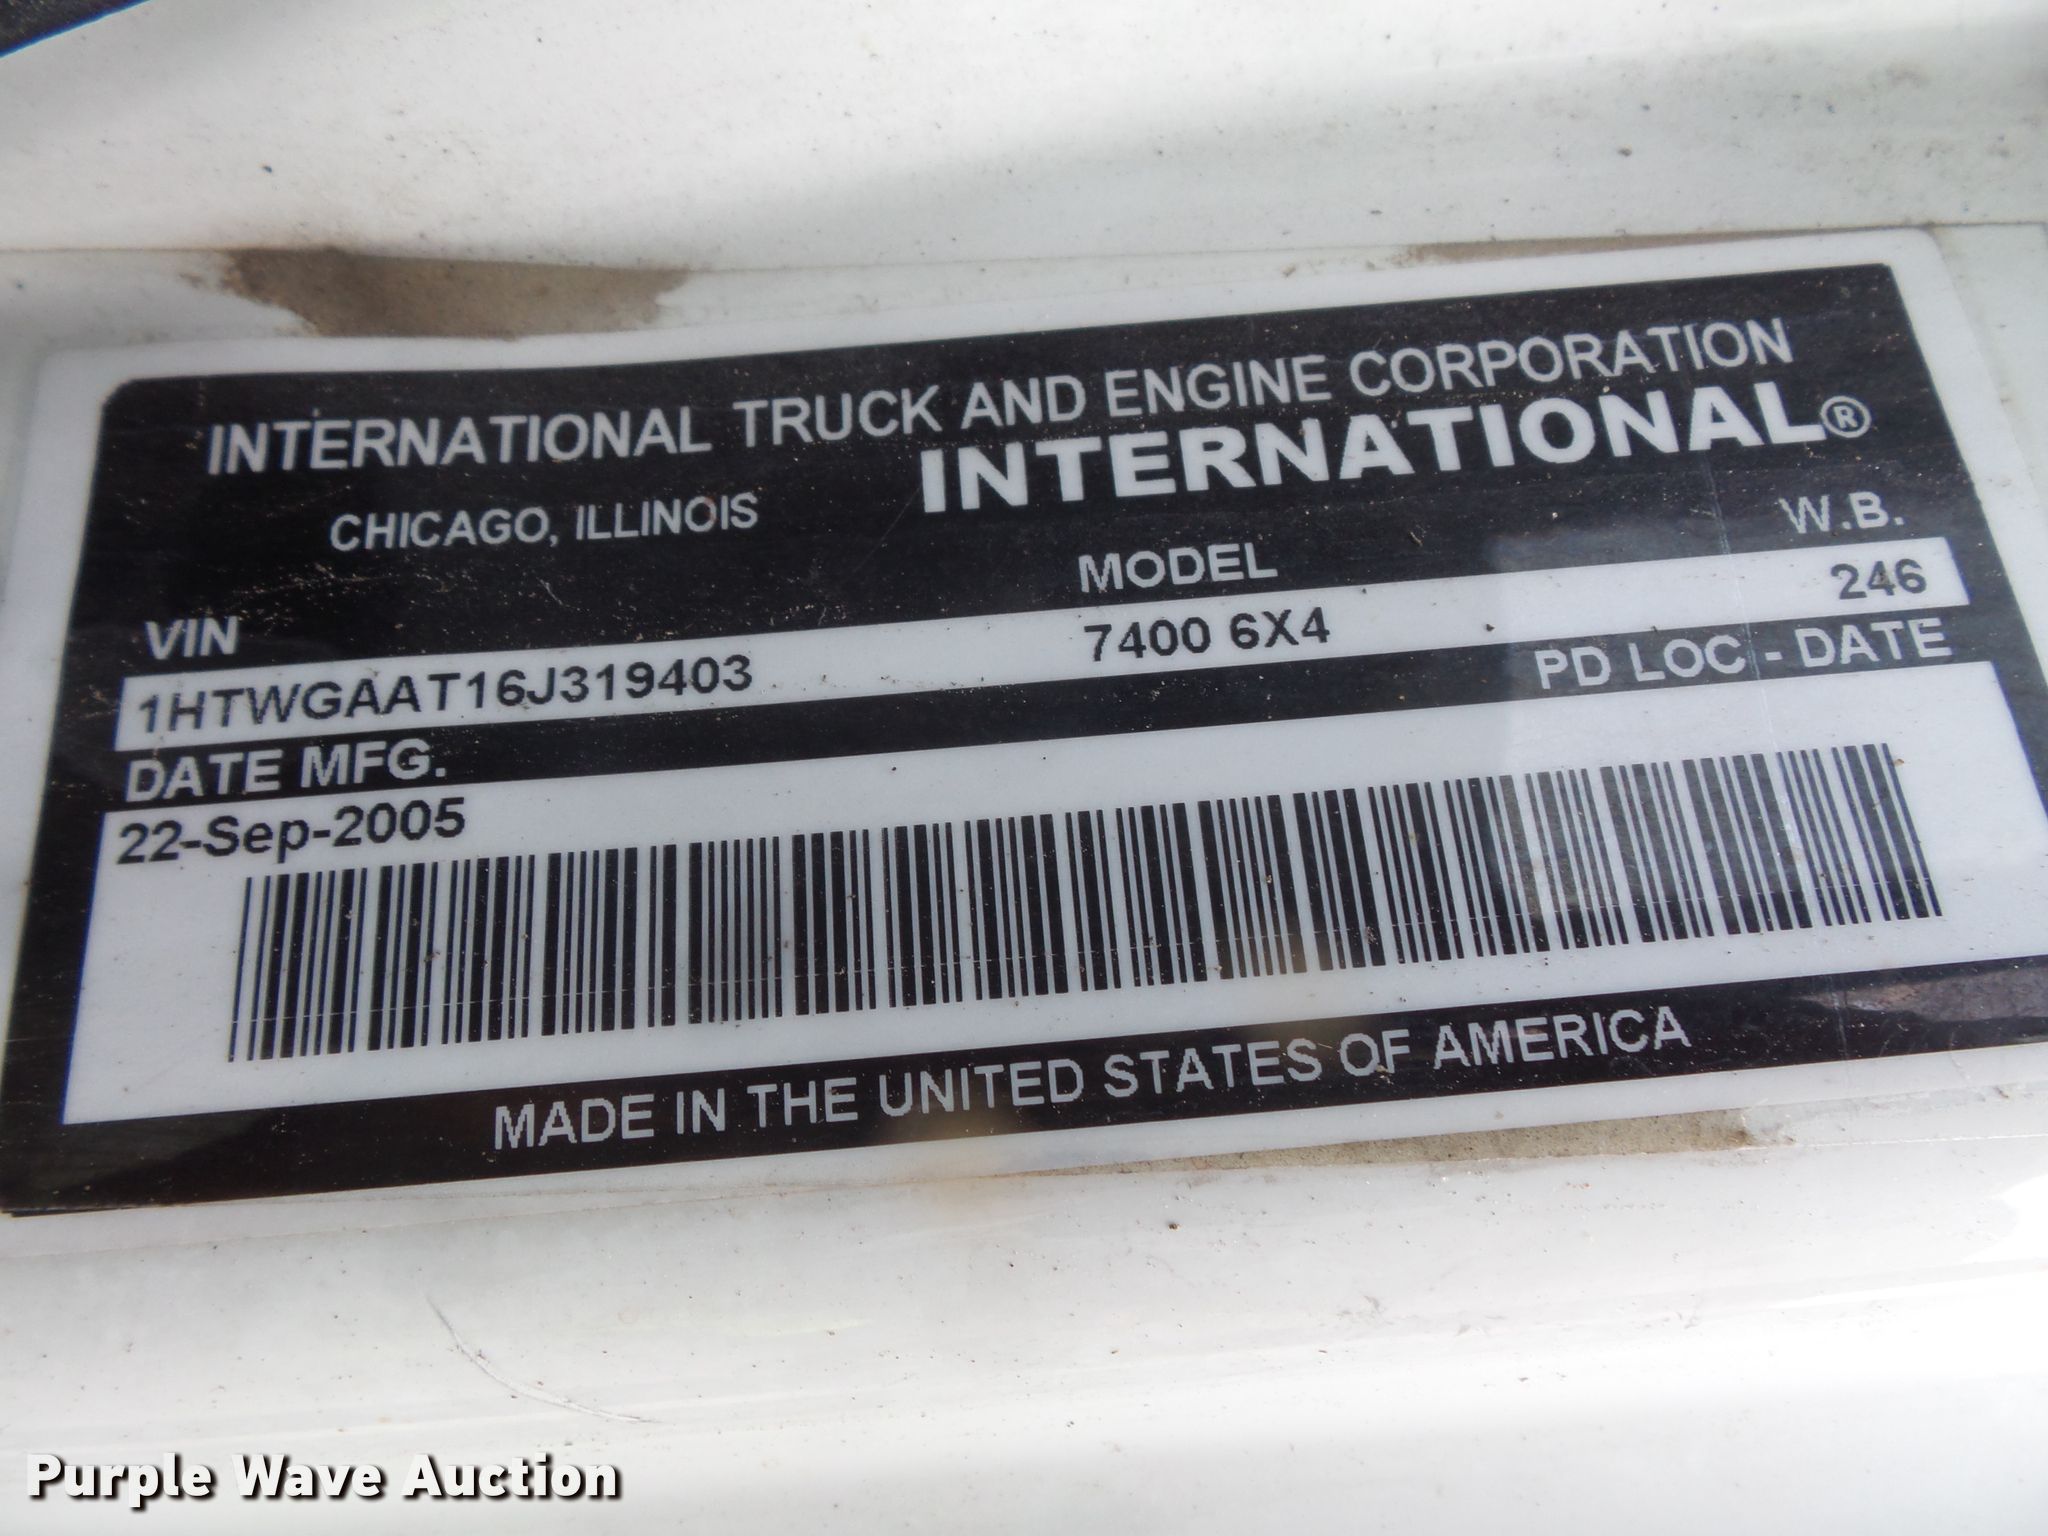 INTERNATIONAL TRUCK AND ENGINE CORPORATION
CHICAGO, ILLINOIS INTERNATIONAL®
VIN MODEL W.B.
1HTWGAAT16J319403 7400 6X4 246
DATE MFG. PD LOC - DATE
22-Sep-2005
MADE IN THE UNITED STATES OF AMERICA
Purple Wave Auction